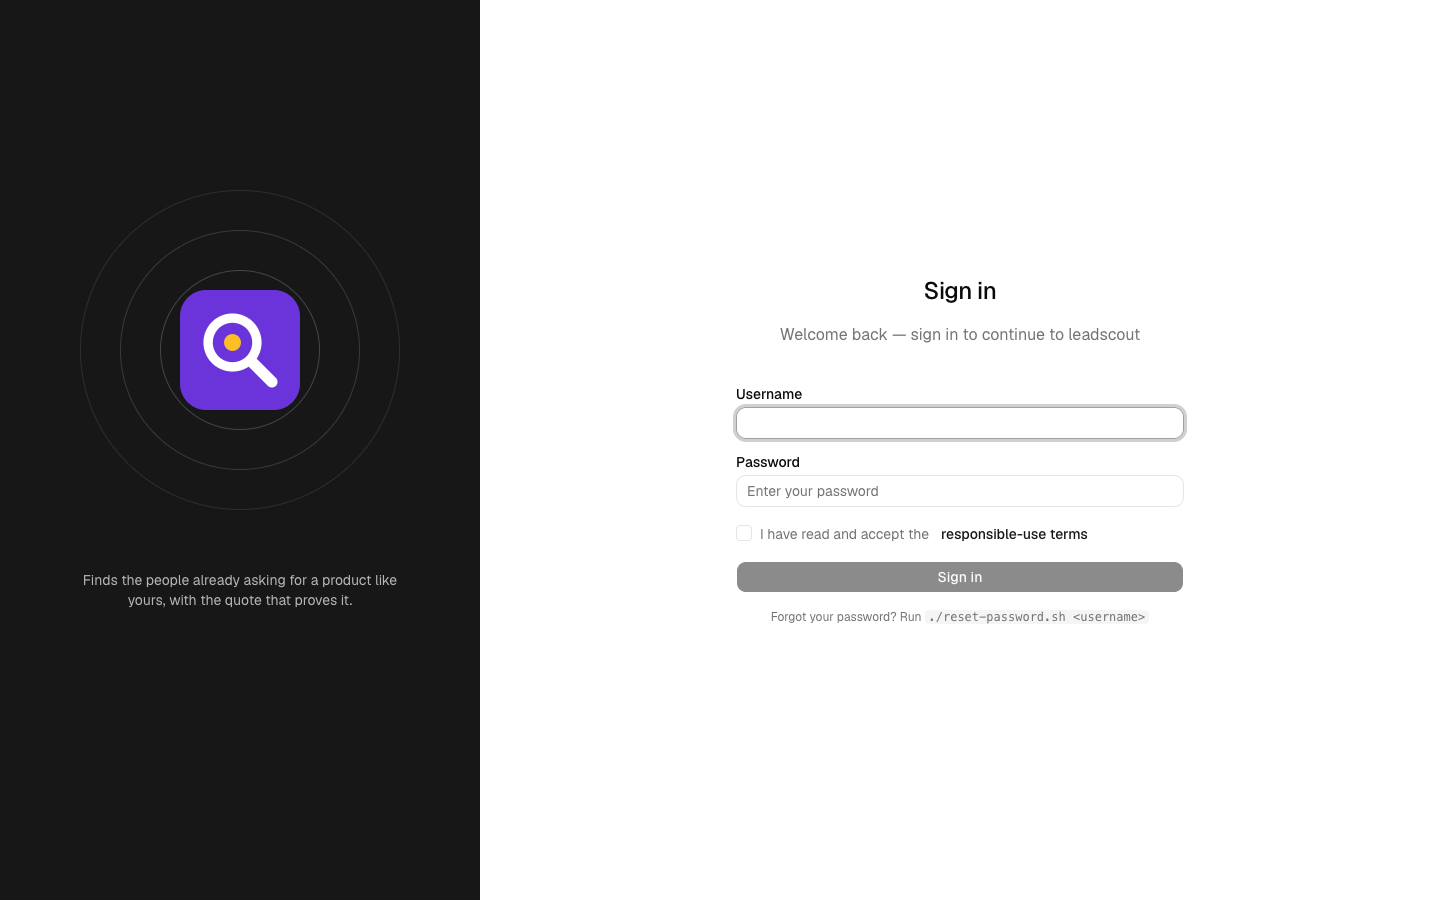 Finds the people already asking for a product like
yours, with the quote that proves it.
Sign in
Welcome back — sign in to continue to leadscout
Username
Password
Enter your password
I have read and accept the responsible-use terms
Sign in
Forgot your password? Run ./reset-password.sh <username>